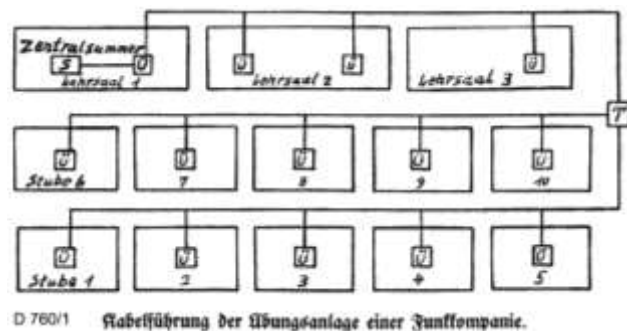 Zentralsummer
S Ü
Lehrsaal 1
Ü Ü
Lehrsaal 2
Ü
Lehrsaal 3
T
Ü Ü Ü Ü Ü
Stube 6 7 8 9 10
Ü Ü Ü Ü Ü
Stube 1 2 3 4 5
D 760/1 Kabelführung der Übungsanlage einer Funkkompanie.